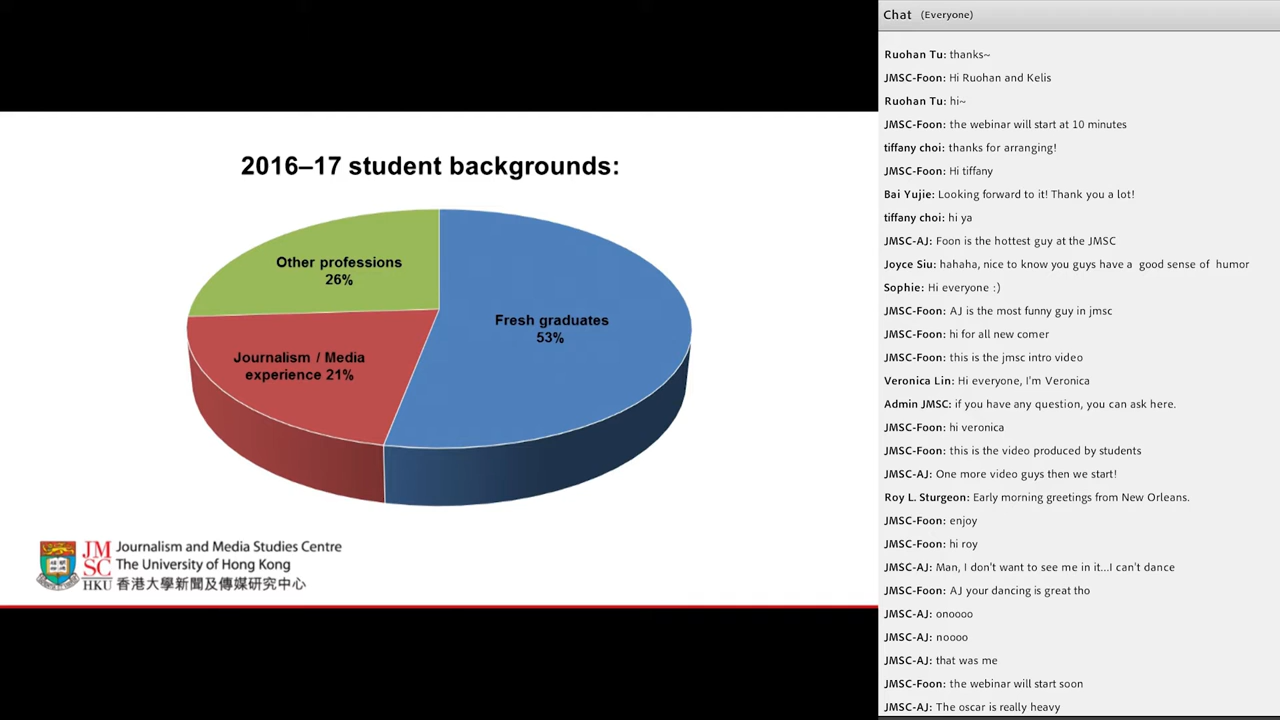 2016–17 student backgrounds:
Other professions
26%
Fresh graduates
53%
Journalism / Media
experience 21%
JM
SC
HKU
Journalism and Media Studies Centre
The University of Hong Kong
香港大學新聞及傳媒研究中心
Chat (Everyone)
Ruohan Tu: thanks~
JMSC-Foon: Hi Ruohan and Kelis
Ruohan Tu: hi~
JMSC-Foon: the webinar will start at 10 minutes
tiffany choi: thanks for arranging!
JMSC-Foon: Hi tiffany
Bai Yujie: Looking forward to it! Thank you a lot!
tiffany choi: hi ya
JMSC-AJ: Foon is the hottest guy at the JMSC
Joyce Siu: hahaha, nice to know you guys have a good sense of humor
Sophie: Hi everyone :)
JMSC-Foon: AJ is the most funny guy in jmsc
JMSC-Foon: hi for all new comer
JMSC-Foon: this is the jmsc intro video
Veronica Lin: Hi everyone, I'm Veronica
Admin JMSC: if you have any question, you can ask here.
JMSC-Foon: hi veronica
JMSC-Foon: this is the video produced by students
JMSC-AJ: One more video guys then we start!
Roy L. Sturgeon: Early morning greetings from New Orleans.
JMSC-Foon: enjoy
JMSC-Foon: hi roy
JMSC-AJ: Man, I don't want to see me in it...I can't dance
JMSC-Foon: AJ your dancing is great tho
JMSC-AJ: onoooo
JMSC-AJ: noooo
JMSC-AJ: that was me
JMSC-Foon: the webinar will start soon
JMSC-AJ: The oscar is really heavy